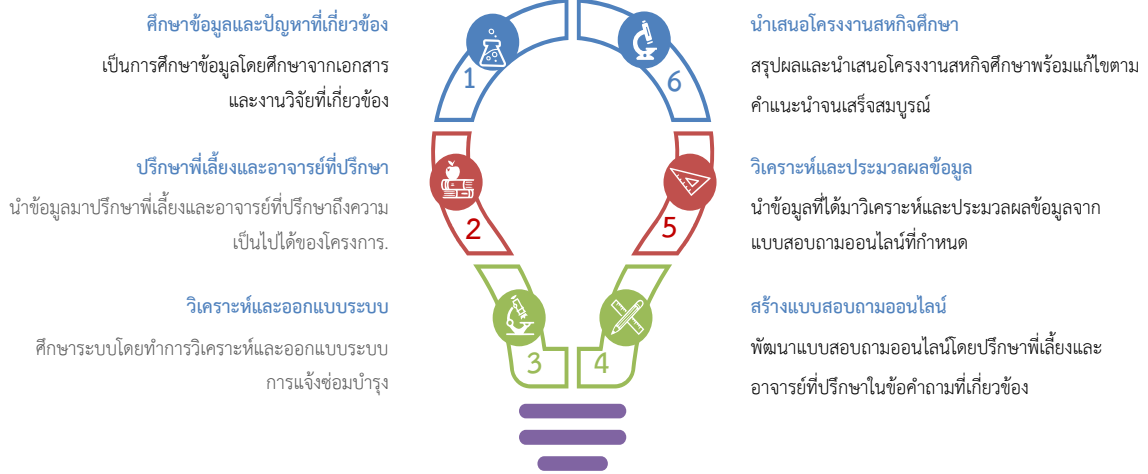 ศึกษาข้อมูลและปัญหาที่เกี่ยวข้อง
เป็นการศึกษาข้อมูลโดยศึกษาจากเอกสาร
และงานวิจัยที่เกี่ยวข้อง
1
ปรึกษาพี่เลี้ยงและอาจารย์ที่ปรึกษา
นำข้อมูลมาปรึกษาพี่เลี้ยงและอาจารย์ที่ปรึกษาถึงความ
เป็นไปได้ของโครงการ.
2
วิเคราะห์และออกแบบระบบ
ศึกษาระบบโดยทำการวิเคราะห์และออกแบบระบบ
การแจ้งซ่อมบำรุง
3
สร้างแบบสอบถามออนไลน์
พัฒนาแบบสอบถามออนไลน์โดยปรึกษาพี่เลี้ยงและ
อาจารย์ที่ปรึกษาในข้อคำถามที่เกี่ยวข้อง
4
วิเคราะห์และประมวลผลข้อมูล
นำข้อมูลที่ได้มาวิเคราะห์และประมวลผลข้อมูลจาก
แบบสอบถามออนไลน์ที่กำหนด
5
นำเสนอโครงงานสหกิจศึกษา
สรุปผลและนำเสนอโครงงานสหกิจศึกษาพร้อมแก้ไขตาม
คำแนะนำจนเสร็จสมบูรณ์
6